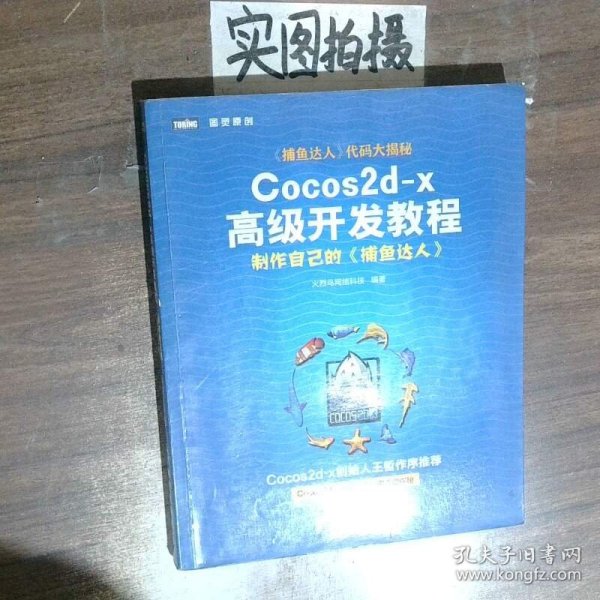 实图拍摄
TURING 图灵原创
《捕鱼达人》代码大揭秘
Cocos2d-x
高级开发教程
制作自己的《捕鱼达人》
火烈鸟网络科技 编著
COCOS2D-X
Cocos2d-x创始人王哲作序推荐
孔夫子旧书网
www.kongfz.com